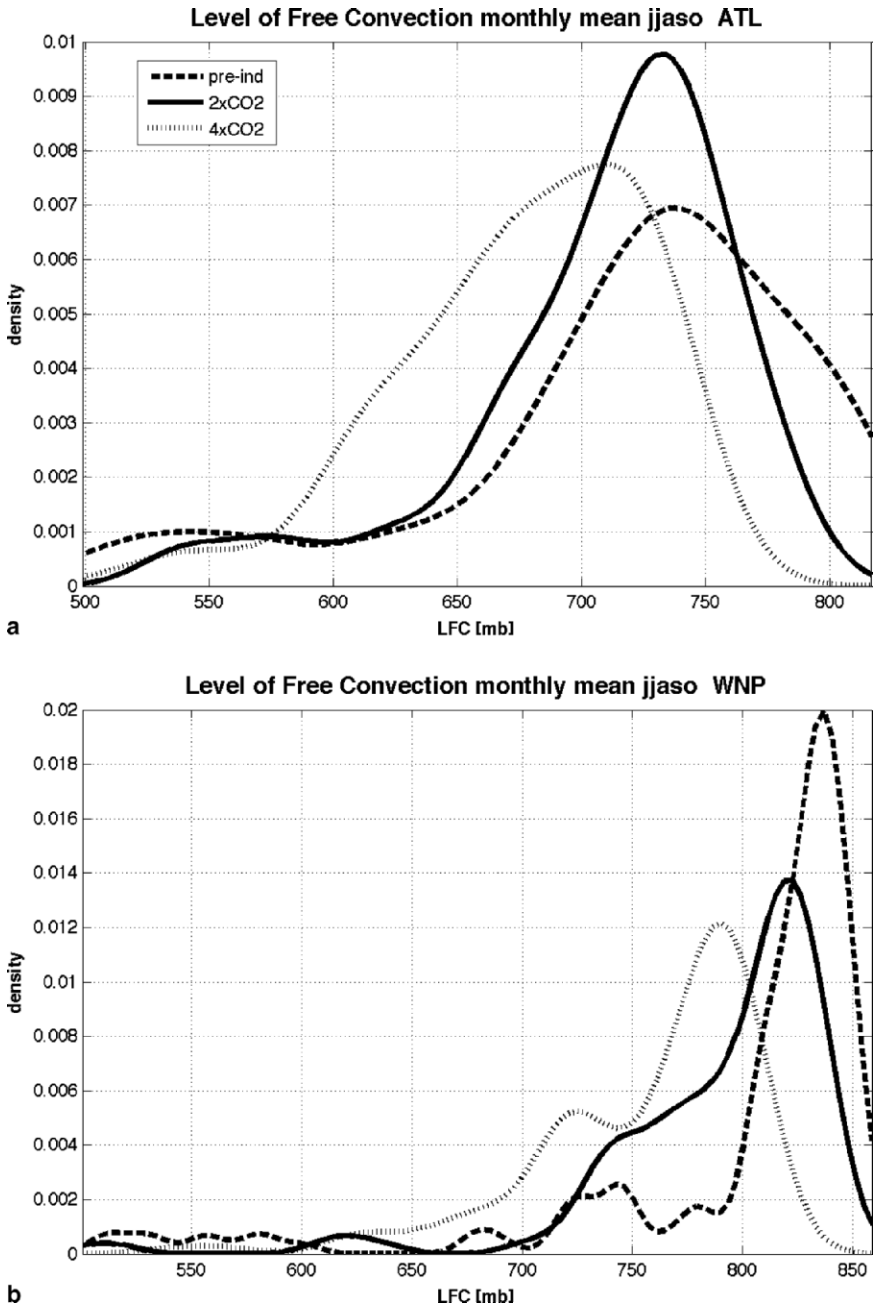 Level of Free Convection monthly mean jjaso ATL
0.01
0.009
0.008
0.007
0.006
0.005
0.004
0.003
0.002
0.001
0
density
pre-ind
2xCO2
4xCO2
500 550 600 650 700 750 800
LFC [mb]
a
Level of Free Convection monthly mean jjaso WNP
0.02
0.018
0.016
0.014
0.012
0.01
0.008
0.006
0.004
0.002
0
density
550 600 650 700 750 800 850
LFC [mb]
b